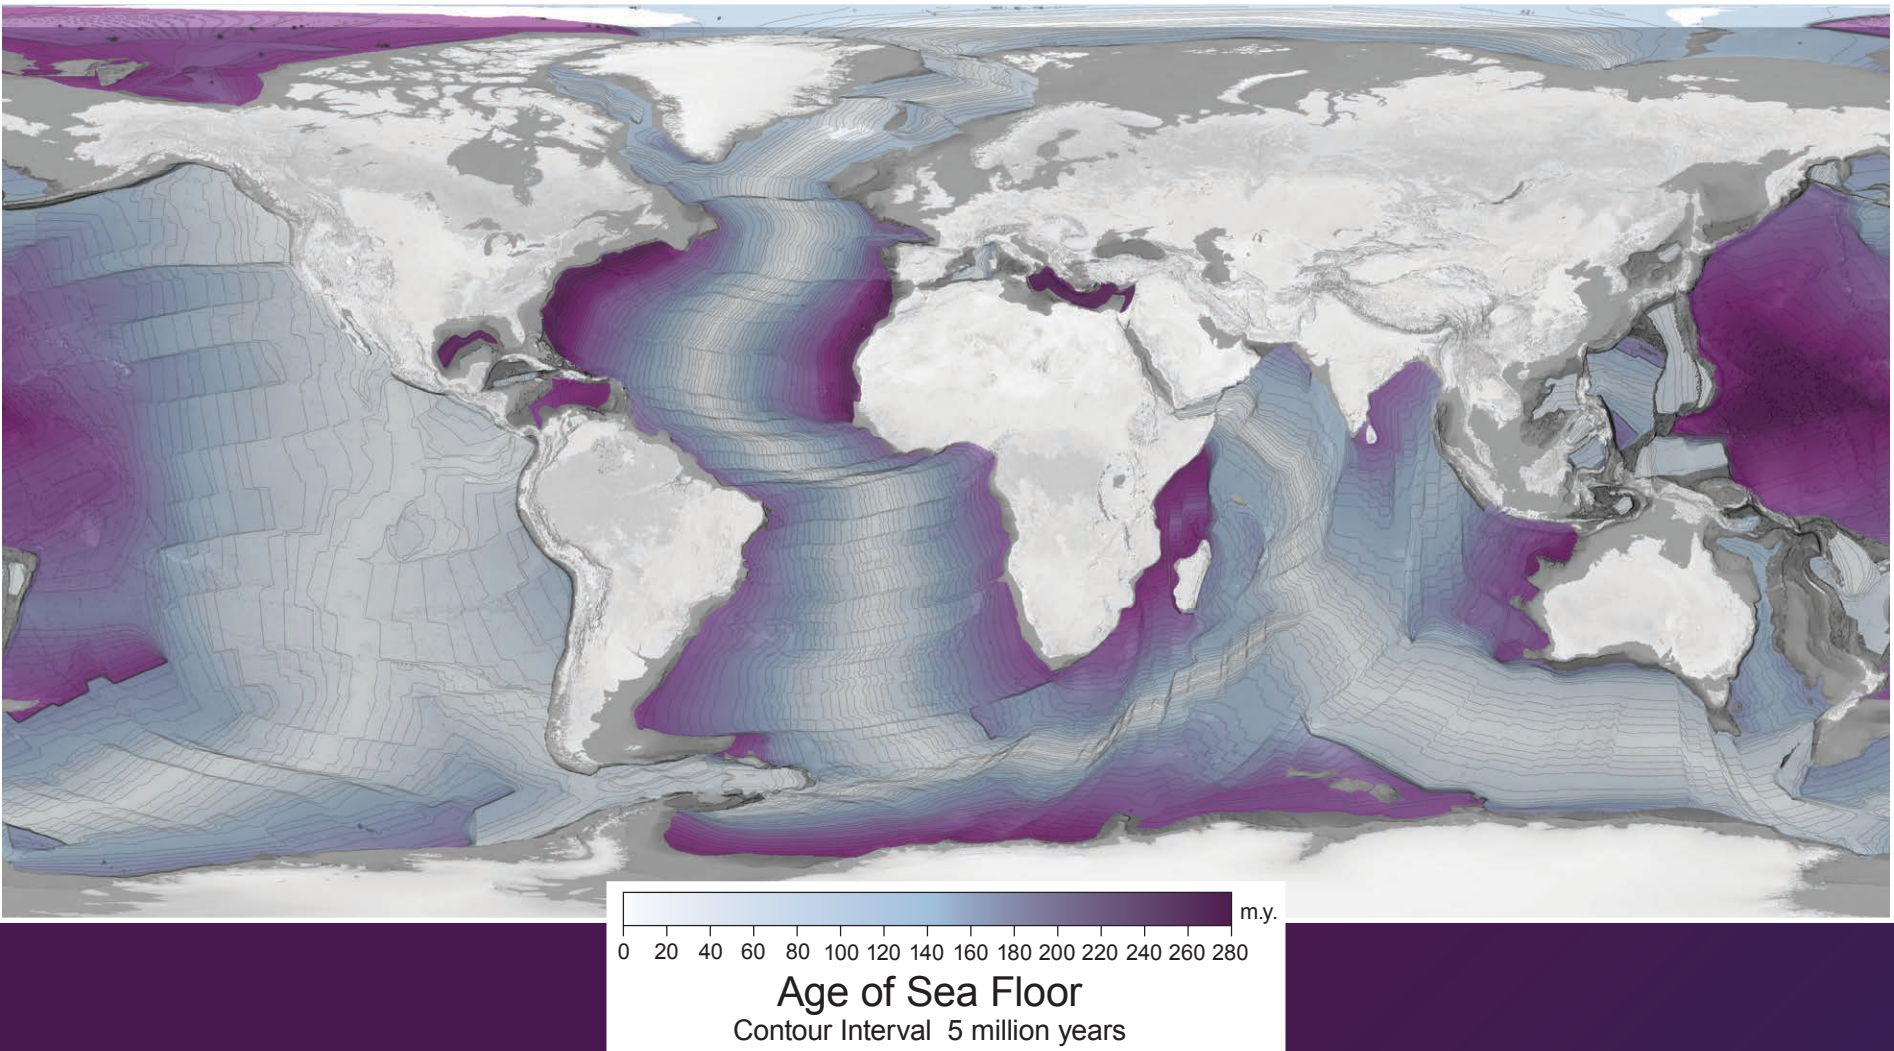 m.y.
0 20 40 60 80 100 120 140 160 180 200 220 240 260 280
Age of Sea Floor
Contour Interval 5 million years